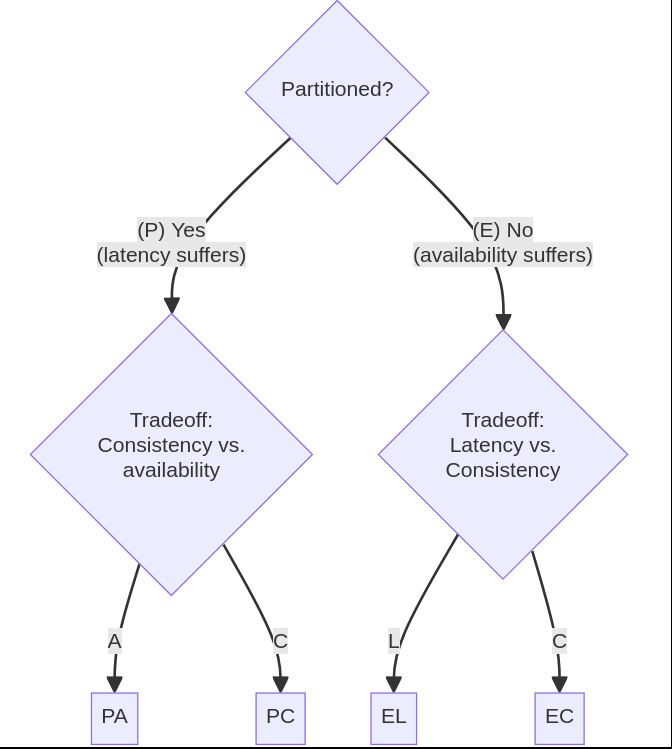 Partitioned?
(P) Yes
(latency suffers)
(E) No
(availability suffers)
Tradeoff:
Consistency vs.
availability
Tradeoff:
Latency vs.
Consistency
A
C
L
C
PA
PC
EL
EC